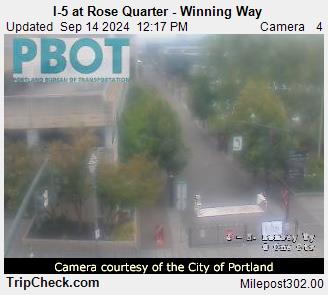 I-5 at Rose Quarter - Winning Way
Updated Sep 14 2024 12:17 PM Camera 4
PBOT
PORTLAND BUREAU OF TRANSPORTATION
Camera courtesy of the City of Portland
TripCheck.com Milepost302.00